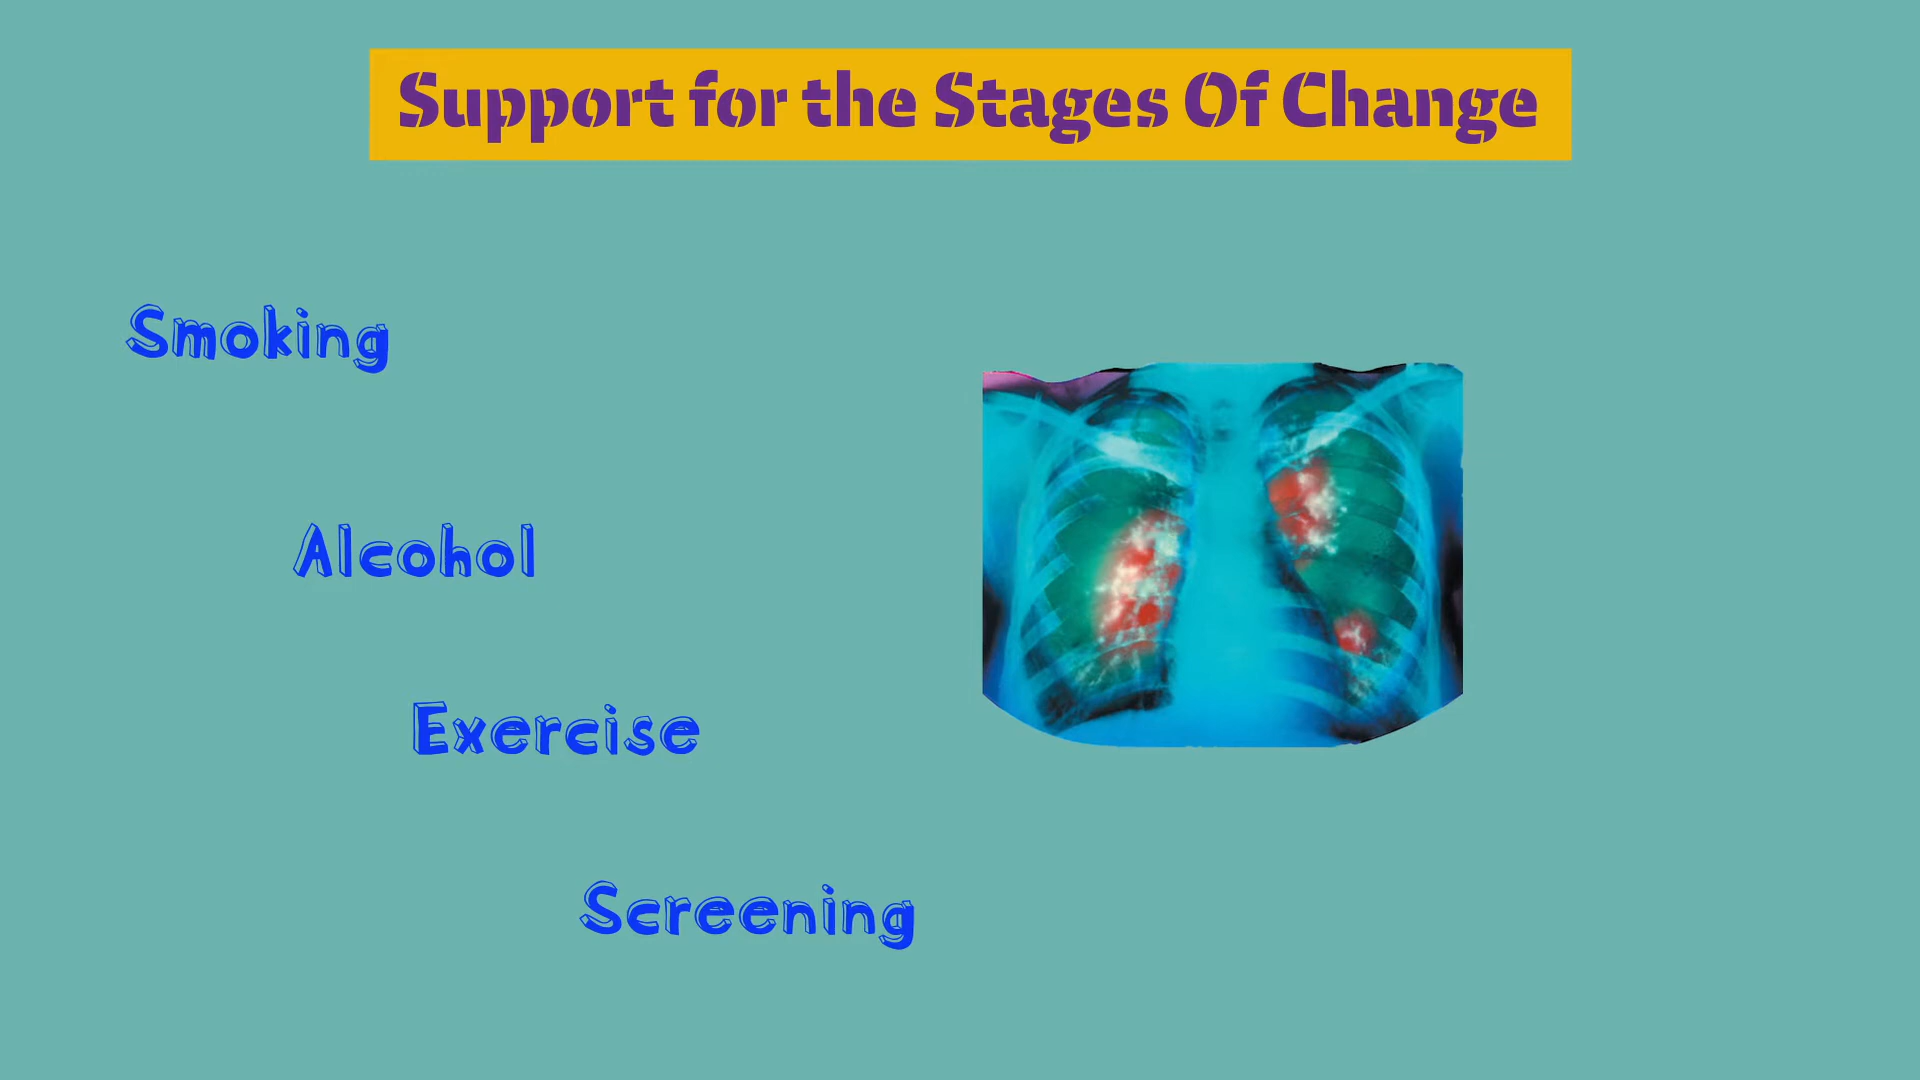 Support for the Stages Of Change
Smoking
Alcohol
Exercise
Screening